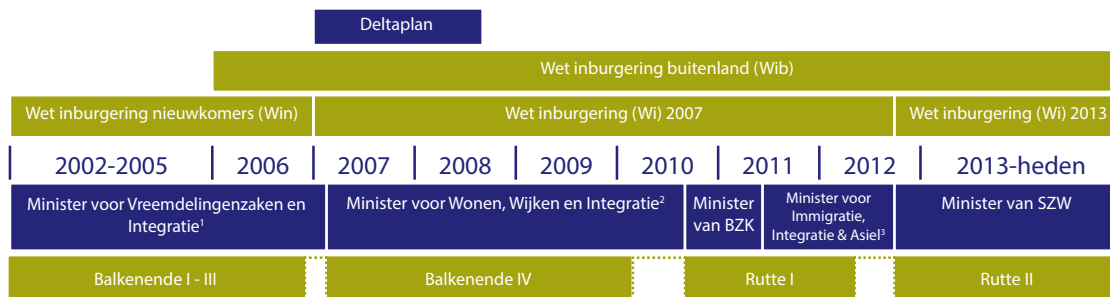 Deltaplan
Wet inburgering buitenland (Wib)
Wet inburgering nieuwkomers (Win)
Wet inburgering (Wi) 2007
Wet inburgering (Wi) 2013
2002-2005
2006
2007
2008
2009
2010
2011
2012
2013-heden
Minister voor Vreemdelingenzaken en
Integratie¹
Minister voor Wonen, Wijken en Integratie²
Minister
van BZK
Minister voor
Immigratie,
Integratie & Asiel³
Minister van SZW
Balkenende I - III
Balkenende IV
Rutte I
Rutte II